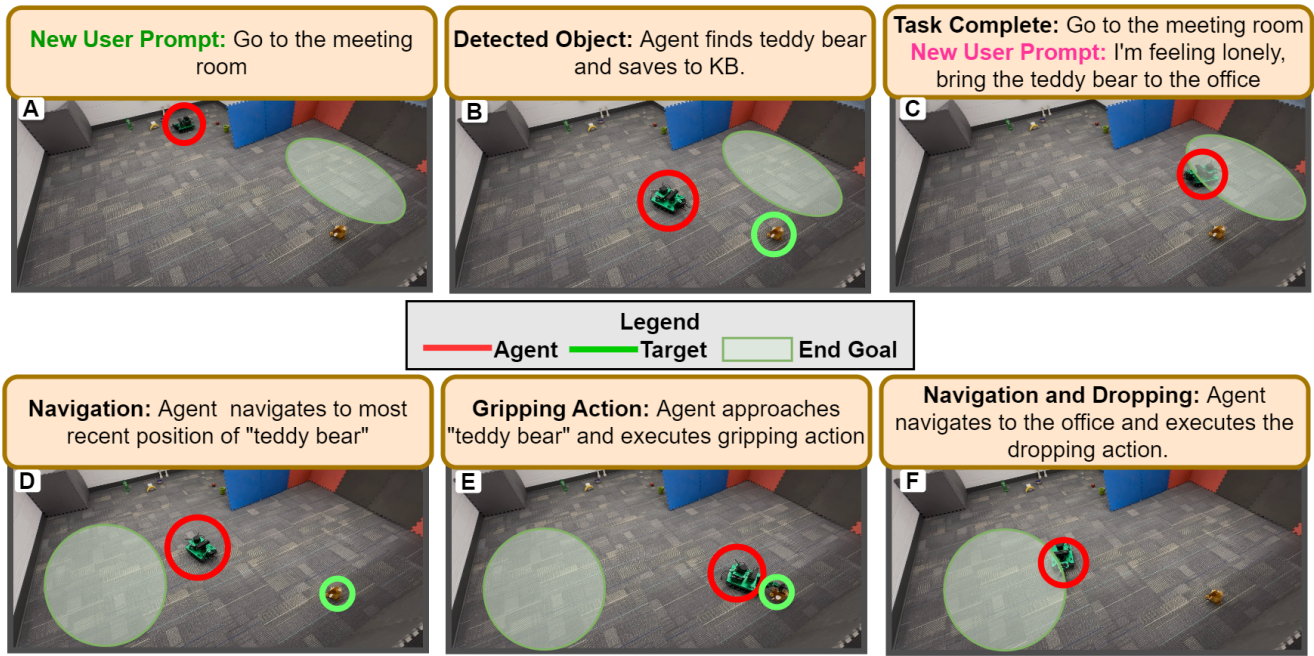 New User Prompt: Go to the meeting
room
Detected Object: Agent finds teddy bear
and saves to KB.
Task Complete: Go to the meeting room
New User Prompt: I'm feeling lonely,
bring the teddy bear to the office
A
B
C
Legend
Agent Target End Goal
Navigation: Agent navigates to most
recent position of "teddy bear"
Gripping Action: Agent approaches
"teddy bear" and executes gripping action
Navigation and Dropping: Agent
navigates to the office and executes the
dropping action.
D
E
F